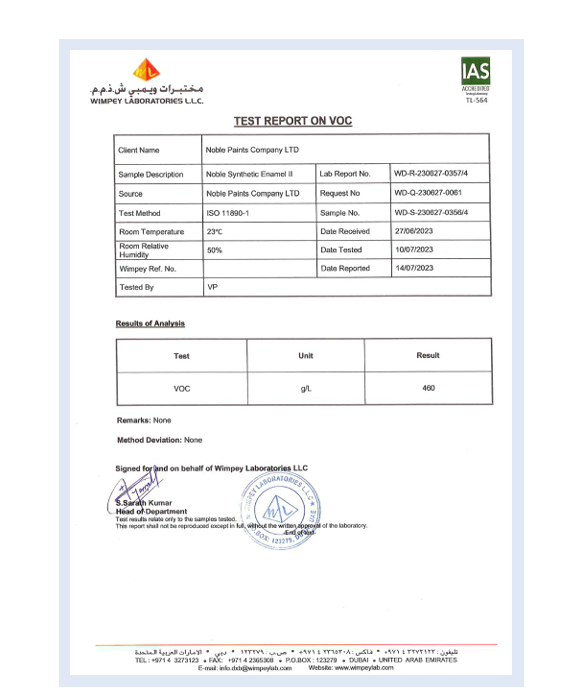 مختبرات ويمبي ش.ذ.م.م.
WIMPEY LABORATORIES L.L.C.
IAS
ACCREDITED
Testing Laboratory
TL-564
TEST REPORT ON VOC
Client Name Noble Paints Company LTD
Sample Description Noble Synthetic Enamel II Lab Report No. WD-R-230627-0357/4
Source Noble Paints Company LTD Request No WD-Q-230627-0061
Test Method ISO 11890-1 Sample No. WD-S-230627-0356/4
Room Temperature 23°C Date Received 27/06/2023
Room Relative Humidity 50% Date Tested 10/07/2023
Wimpey Ref. No. Date Reported 14/07/2023
Tested By VP
Results of Analysis
Test Unit Result
VOC g/L 460
Remarks: None
Method Deviation: None
Signed for and on behalf of Wimpey Laboratories LLC
S.Sarath Kumar
Head of Department
Test results relate only to the samples tested.
This report shall not be reproduced except in full, without the written approval of the laboratory.
-End of text-
WIMPEY LABORATORIES L.L.C.
WL
P.O.BOX: 123279, DUBAI
تليفون : ٣٢٧٣١٢٣ ٤ ٩٧١+ * فاكس : ٢٣٦٥٣٠٨ ٤ ٩٧١+ * ص.ب : ١٢٣٢٧٩ * دبي * الامارات العربية المتحدة
TEL : +971 4 3273123 • FAX: +971 4 2365308 • P.O.BOX : 123279 • DUBAI • UNITED ARAB EMIRATES
E-mail: info.dxb@wimpeylab.com Website: www.wimpeylab.com